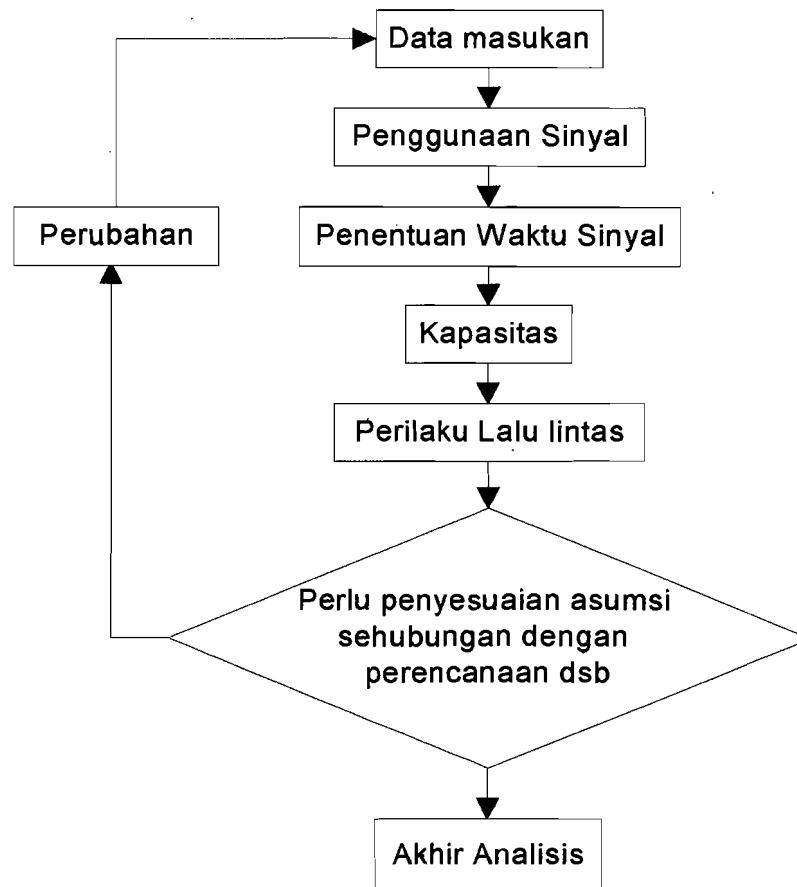 Data masukan
Penggunaan Sinyal
Perubahan
Penentuan Waktu Sinyal
Kapasitas
Perilaku Lalu lintas
Perlu penyesuaian asumsi
sehubungan dengan
perencanaan dsb
Akhir Analisis